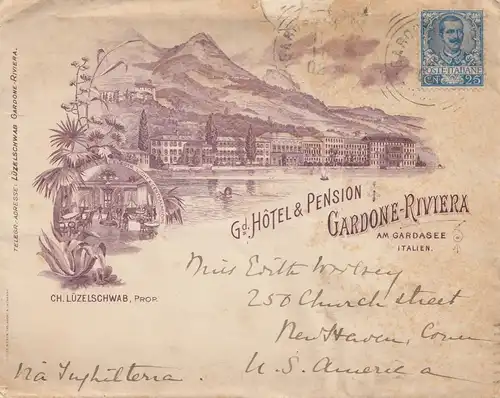 TELEGR: ADRESSE: LÜZELSCHWAB GARDONE-RIVIERA.
POSTE ITALIANE
CN 25
Gd. HÔTEL & PENSION
GARDONE-RIVIERA
AM GARDASEE
ITALIEN.
CH. LÜZELSCHWAB, PROP.
Miss Edith
250 Church Street
New Haven, Conn
U.S. America
Via Inghilterra.